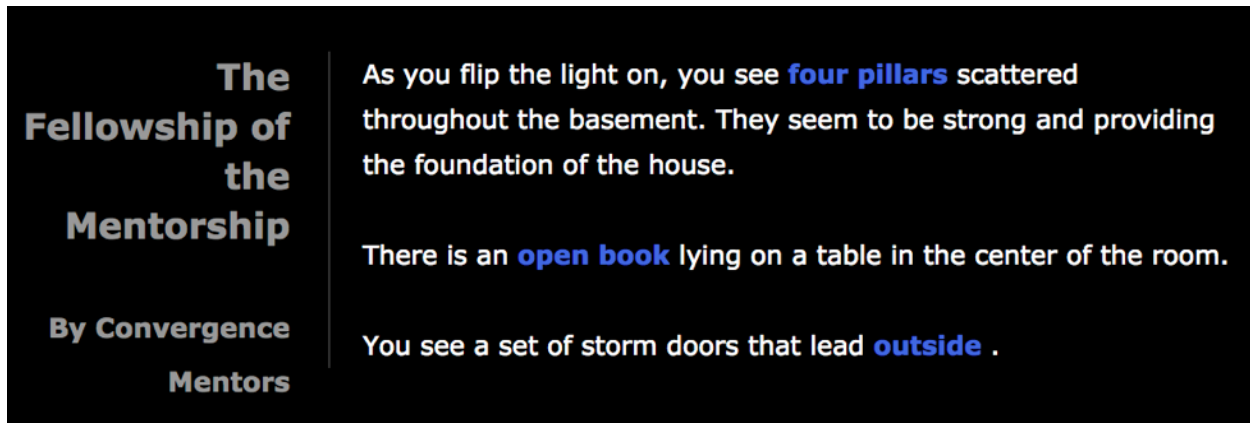 The
Fellowship of
the
Mentorship
By Convergence
Mentors
As you flip the light on, you see four pillars scattered
throughout the basement. They seem to be strong and providing
the foundation of the house.
There is an open book lying on a table in the center of the room.
You see a set of storm doors that lead outside .